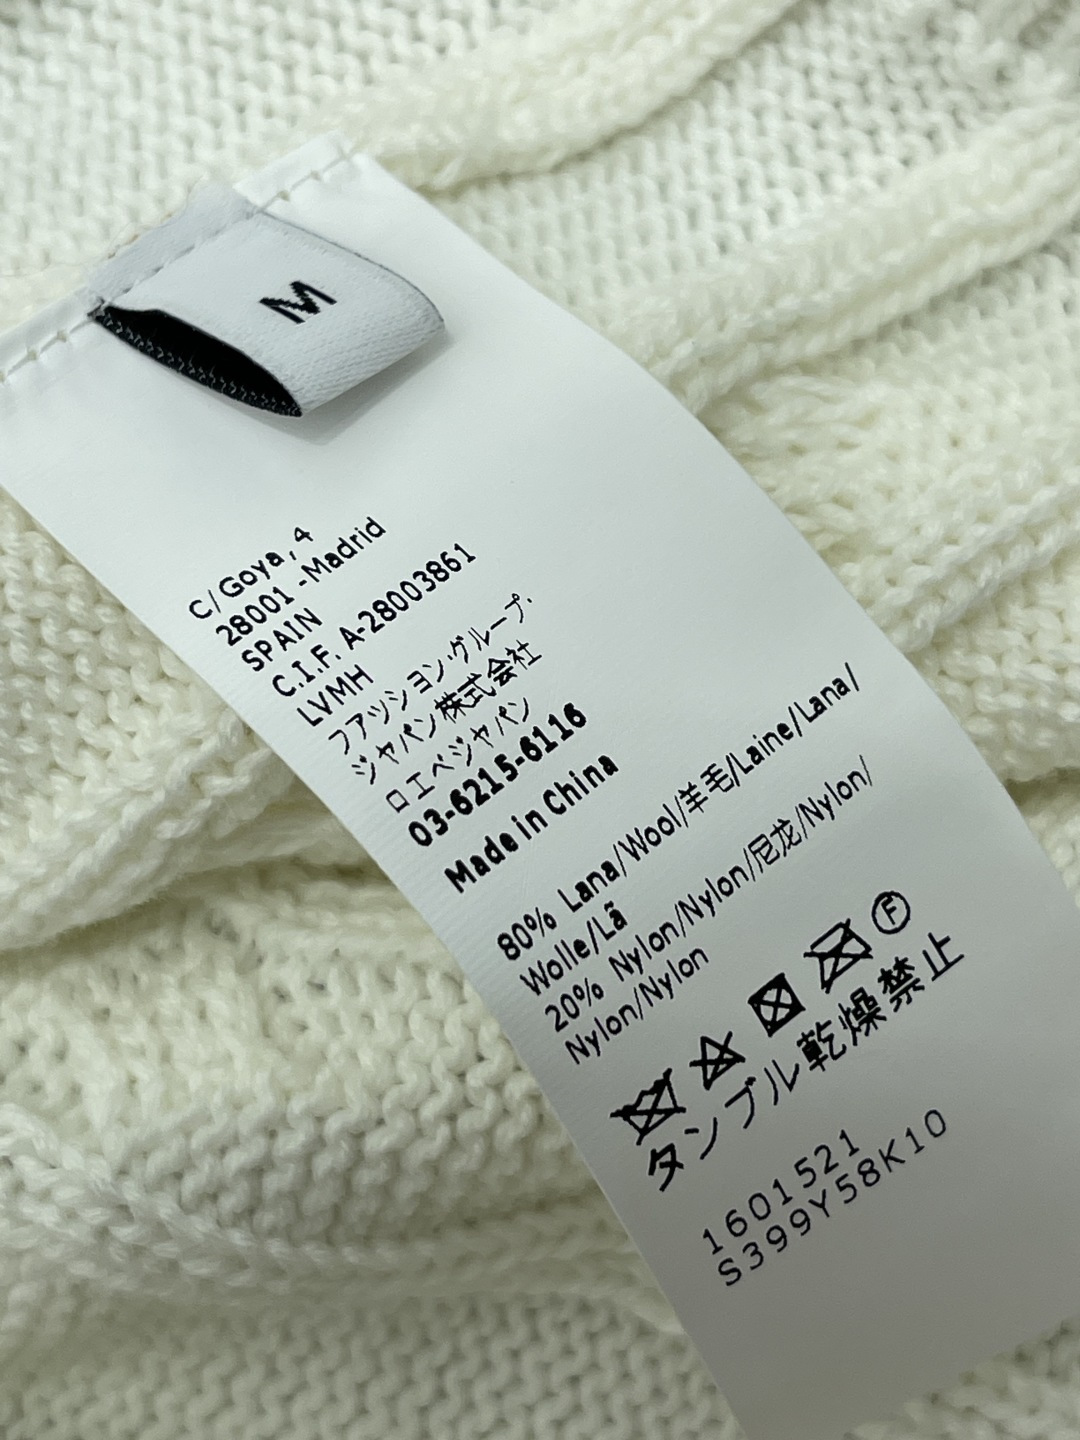 M
C/Goya, 4
28001 - Madrid
SPAIN
C.I.F. A-28003861
LVMH
ファッション・グループ・
ジャパン株式会社
ロエベジャパン
03-6215-6116
Made in China
80% Lana/Wool/羊毛/Laine/Lana/
Wolle/Lã
20% Nylon/Nylon/尼龙/Nylon/
Nylon/Nylon
F
タンブル乾燥禁止
1601521
S399Y58K10